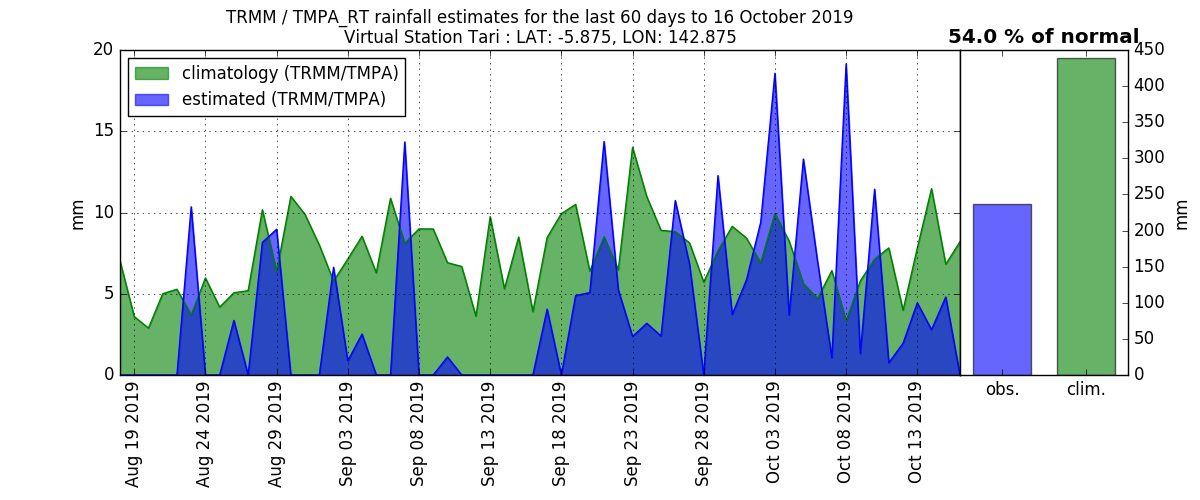 TRMM / TMPA_RT rainfall estimates for the last 60 days to 16 October 2019
Virtual Station Tari : LAT: -5.875, LON: 142.875
54.0 % of normal
climatology (TRMM/TMPA)
estimated (TRMM/TMPA)
mm
20
15
10
5
0
Aug 19 2019
Aug 24 2019
Aug 29 2019
Sep 03 2019
Sep 08 2019
Sep 13 2019
Sep 18 2019
Sep 23 2019
Sep 28 2019
Oct 03 2019
Oct 08 2019
Oct 13 2019
obs.
clim.
450
400
350
300
250
200
150
100
50
0
mm